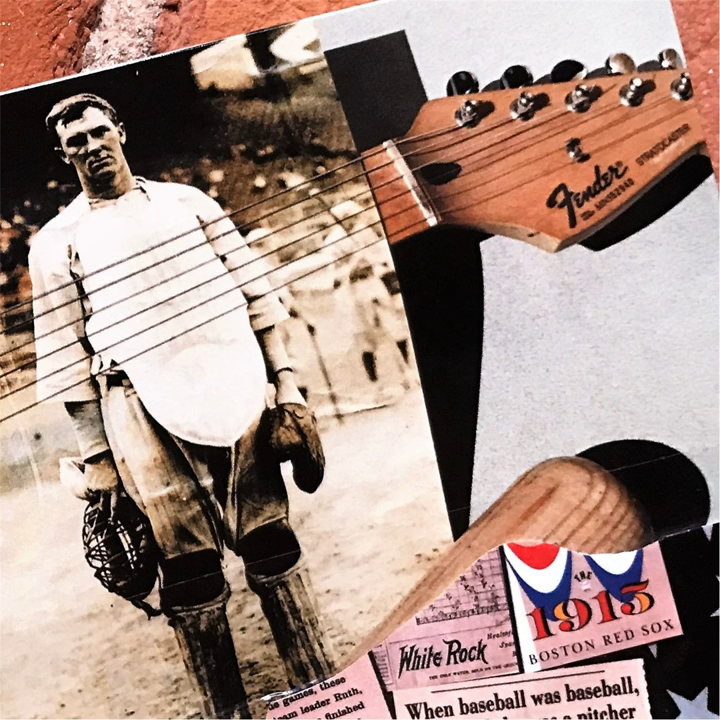 Fender
STRATOCASTER
THE
1915
BOSTON RED SOX
White Rock
games, these
team leader Ruth,
finished
When baseball was baseball,
a pitcher